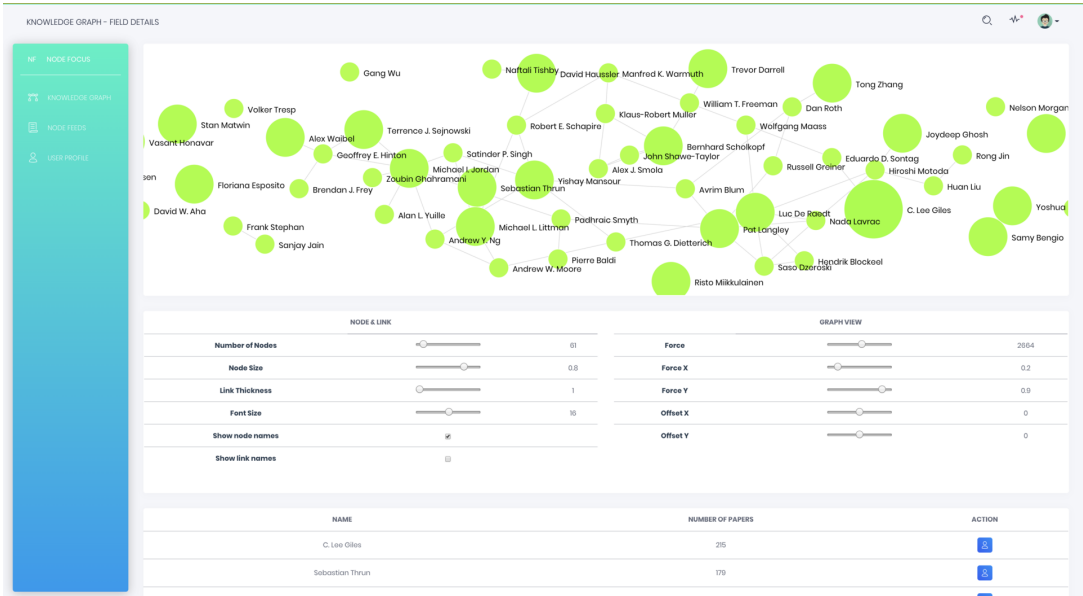 KNOWLEDGE GRAPH - FIELD DETAILS
NF NODE FOCUS
KNOWLEDGE GRAPH
NODE FEEDS
USER PROFILE
Gang Wu
Naftali Tishby
David Haussler
Manfred K. Warmuth
Trevor Darrell
Tong Zhang
Volker Tresp
Stan Matwin
Vasant Honavar
Alex Waibel
Terrence J. Sejnowski
Robert E. Schapire
Klaus-Robert Muller
William T. Freeman
Dan Roth
Wolfgang Maass
Nelson Morgan
Joydeep Ghosh
Geoffrey E. Hinton
Satinder P. Singh
Michael I. Jordan
Zoubin Ghahramani
Bernhard Scholkopf
John Shawe-Taylor
Alex J. Smola
Russell Greiner
Eduardo D. Sontag
Hiroshi Motoda
Rong Jin
een
Floriana Esposito
Brendan J. Frey
Sebastian Thrun
Yishay Mansour
Avrim Blum
Huan Liu
David W. Aha
Frank Stephan
Sanjay Jain
Alan L. Yuille
Michael L. Littman
Padhraic Smyth
Luc De Raedt
Nada Lavrac
C. Lee Giles
Yoshua
Samy Bengio
Andrew Y. Ng
Thomas G. Dietterich
Pat Langley
Andrew W. Moore
Pierre Baldi
Saso Dzeroski
Hendrik Blockeel
Risto Miikkulainen
NODE & LINK
Number of Nodes 61
Node Size 0.8
Link Thickness 1
Font Size 16
Show node names
Show link names
GRAPH VIEW
Force 2664
Force X 0.2
Force Y 0.9
Offset X 0
Offset Y 0
NAME NUMBER OF PAPERS ACTION
C. Lee Giles 215
Sebastian Thrun 179